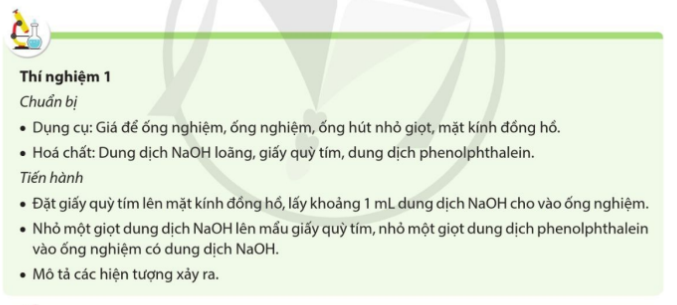 Thí nghiệm 1
Chuẩn bị
• Dụng cụ: Giá để ống nghiệm, ống nghiệm, ống hút nhỏ giọt, mặt kính đồng hồ.
• Hoá chất: Dung dịch NaOH loãng, giấy quỳ tím, dung dịch phenolphthalein.
Tiến hành
• Đặt giấy quỳ tím lên mặt kính đồng hồ, lấy khoảng 1 mL dung dịch NaOH cho vào ống nghiệm.
• Nhỏ một giọt dung dịch NaOH lên mẩu giấy quỳ tím, nhỏ một giọt dung dịch phenolphthalein
vào ống nghiệm có dung dịch NaOH.
• Mô tả các hiện tượng xảy ra.